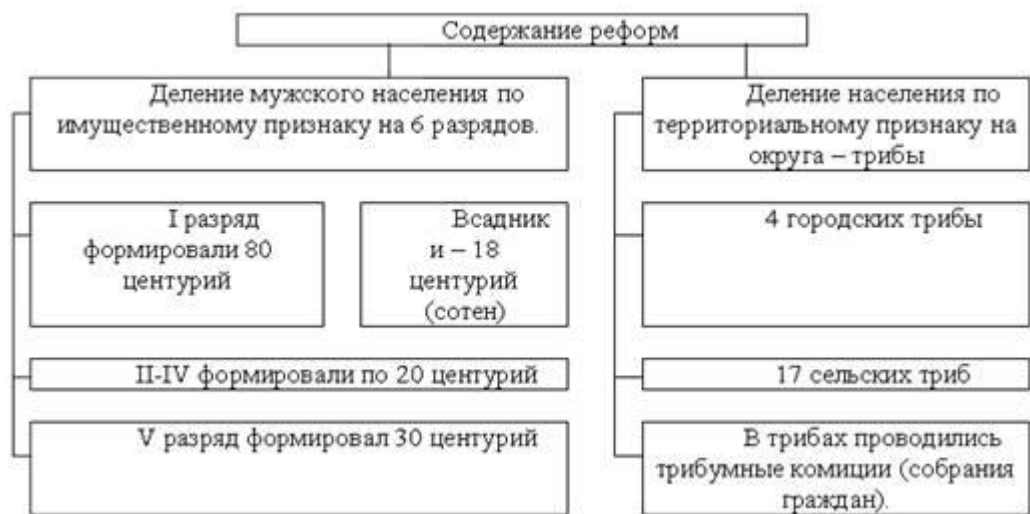 Содержание реформ
Деление мужского населения по
имущественному признаку на 6 разрядов.
I разряд
формировали 80
центурий
Всадник
и – 18
центурий
(сотен)
II-IV формировали по 20 центурий
V разряд формировал 30 центурий
Деление населения по
территориальному признаку на
округа – трибы
4 городских трибы
17 сельских триб
В трибах проводились
трибумные комиции (собрания
граждан).